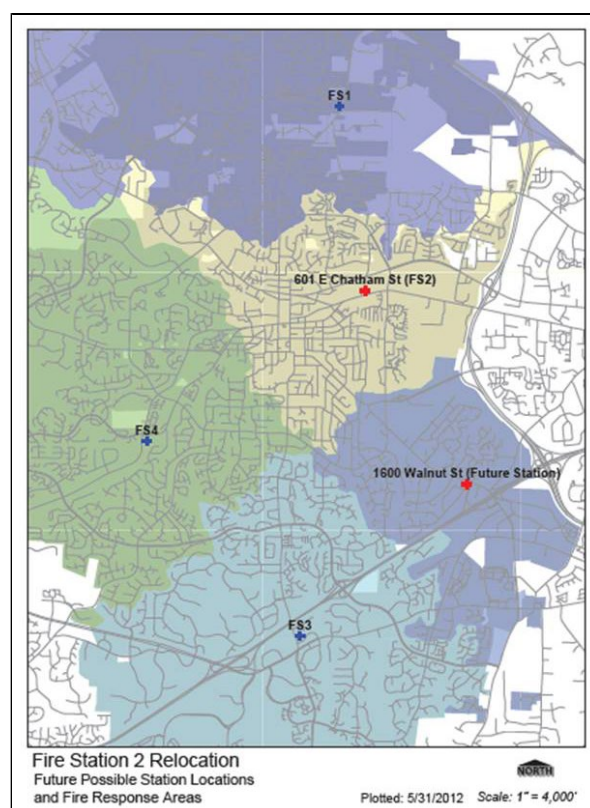 FS1
601 E Chatham St (FS2)
FS4
1600 Walnut St (Future Station)
FS3
Fire Station 2 Relocation
Future Possible Station Locations
and Fire Response Areas
NORTH
Plotted: 5/31/2012 Scale: 1" = 4,000'